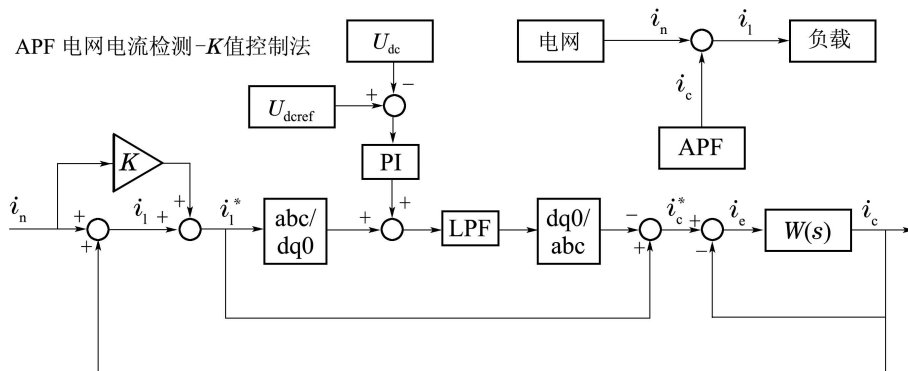 APF 电网电流检测-K值控制法
U_dc
电网
i_n
i_l
负载
i_c
APF
U_dcref
+
−
PI
K
i_n
+
+
i_l
+
+
i_l^*
abc/
dq0
+
+
LPF
dq0/
abc
−
+
i_c^*
+
−
i_e
W(s)
i_c